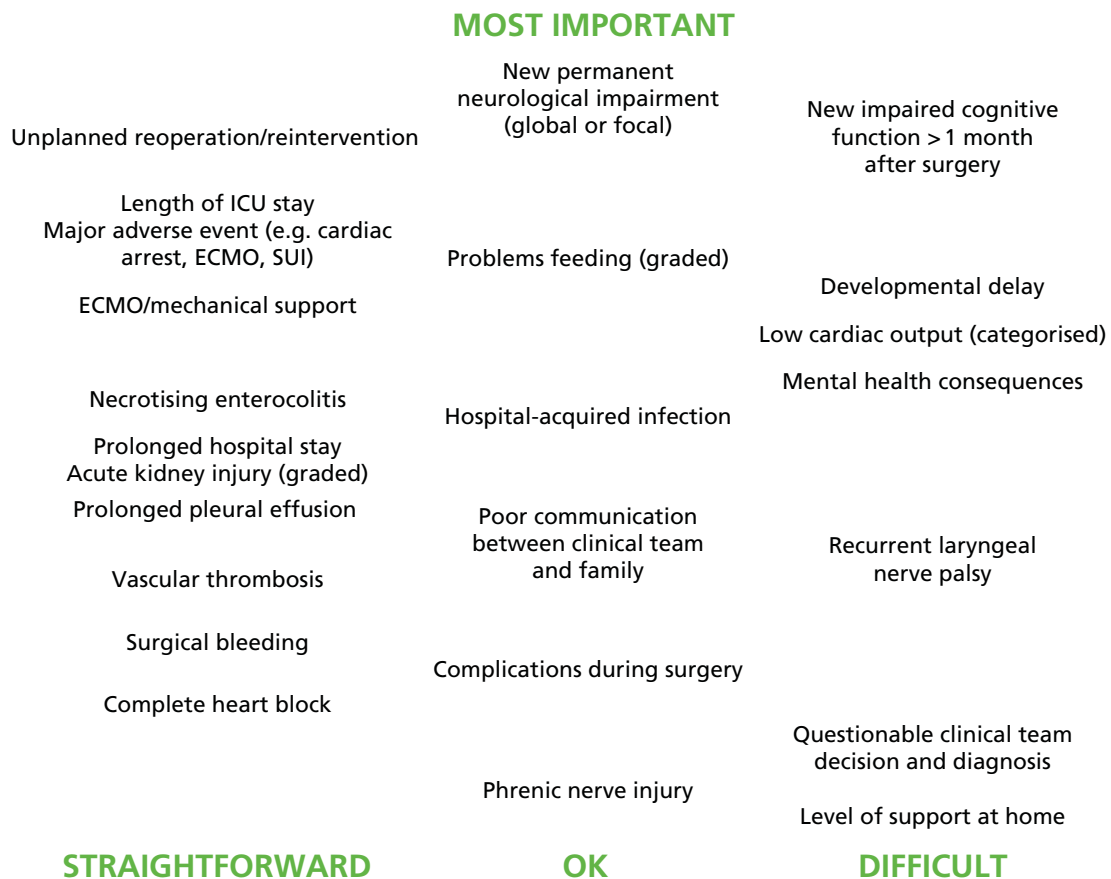 MOST IMPORTANT
Unplanned reoperation/reintervention
Length of ICU stay
Major adverse event (e.g. cardiac
arrest, ECMO, SUI)
ECMO/mechanical support
Necrotising enterocolitis
Prolonged hospital stay
Acute kidney injury (graded)
Prolonged pleural effusion
Vascular thrombosis
Surgical bleeding
Complete heart block
STRAIGHTFORWARD
New permanent
neurological impairment
(global or focal)
Problems feeding (graded)
Hospital-acquired infection
Poor communication
between clinical team
and family
Complications during surgery
Phrenic nerve injury
OK
New impaired cognitive
function > 1 month
after surgery
Developmental delay
Low cardiac output (categorised)
Mental health consequences
Recurrent laryngeal
nerve palsy
Questionable clinical team
decision and diagnosis
Level of support at home
DIFFICULT